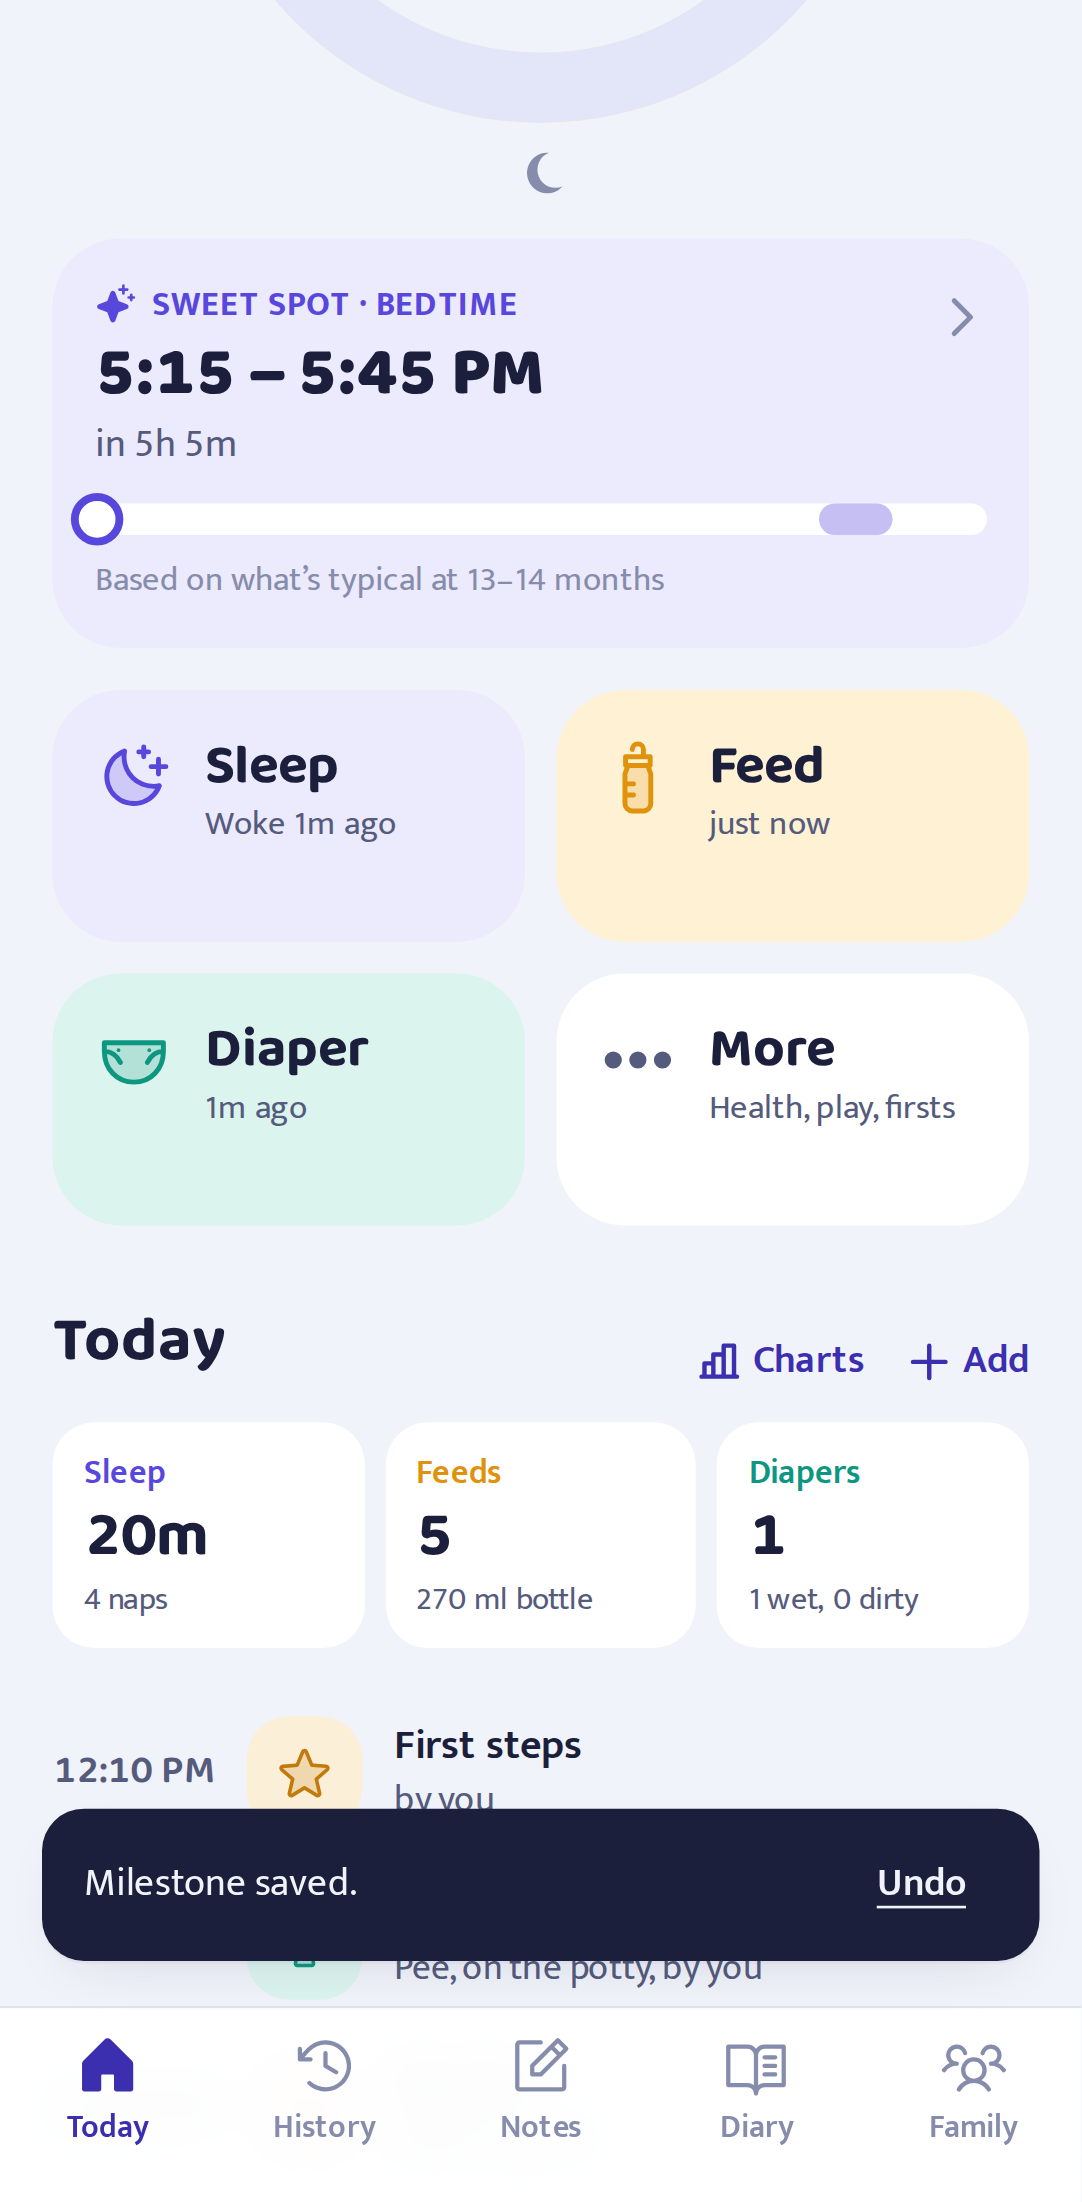 SWEET SPOT · BEDTIME
5:15 – 5:45 PM
in 5h 5m
Based on what’s typical at 13–14 months
Sleep
Woke 1m ago
Feed
just now
Diaper
1m ago
More
Health, play, firsts
Today
Charts
Add
Sleep
20m
4 naps
Feeds
5
270 ml bottle
Diapers
1
1 wet, 0 dirty
12:10 PM
First steps
by you
Milestone saved.
Undo
Pee, on the potty, by you
Today
History
Notes
Diary
Family